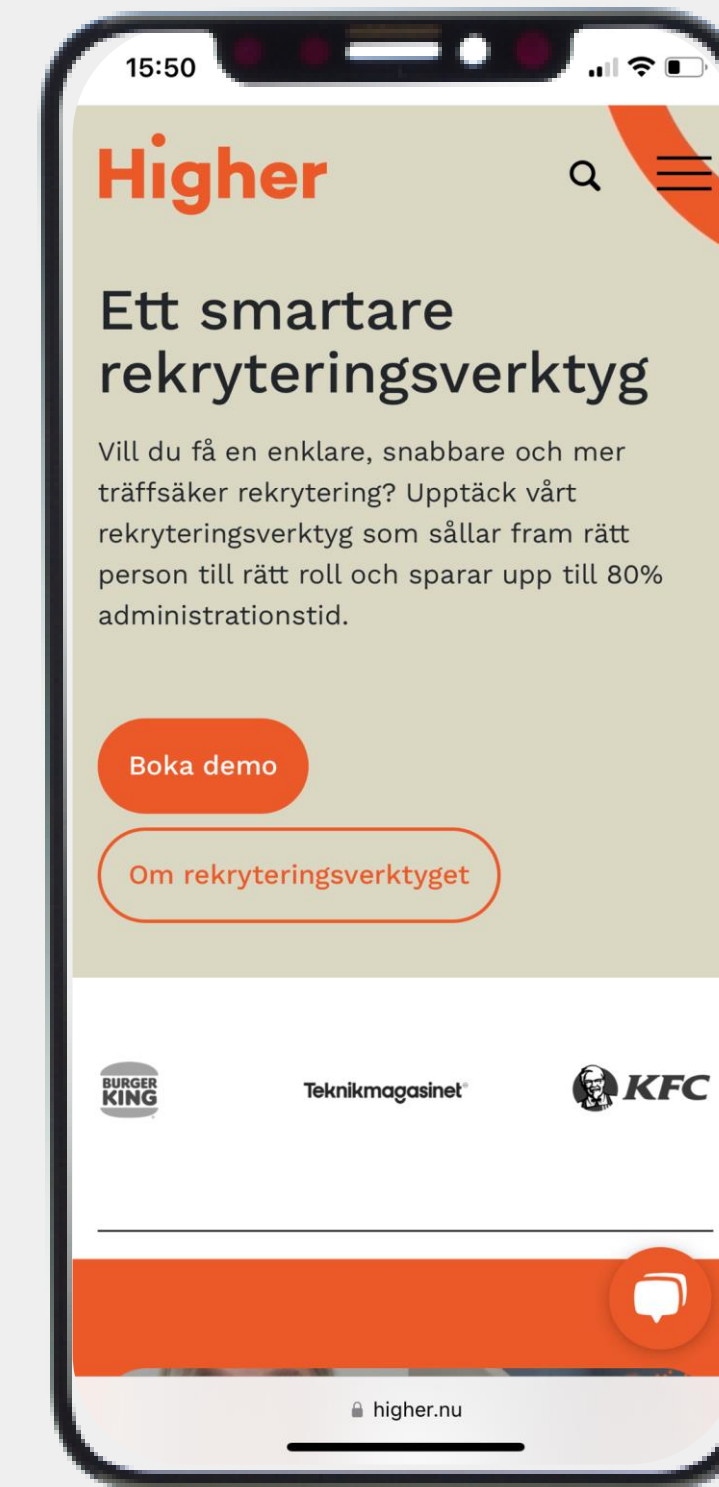 15:50
Higher
Ett smartare
rekryteringsverktyg
Vill du få en enklare, snabbare och mer
träffsäker rekrytering? Upptäck vårt
rekryteringsverktyg som sållar fram rätt
person till rätt roll och sparar upp till 80%
administrationstid.
Boka demo
Om rekryteringsverktyget
BURGER
KING
Teknikmagasinet®
KFC
higher.nu